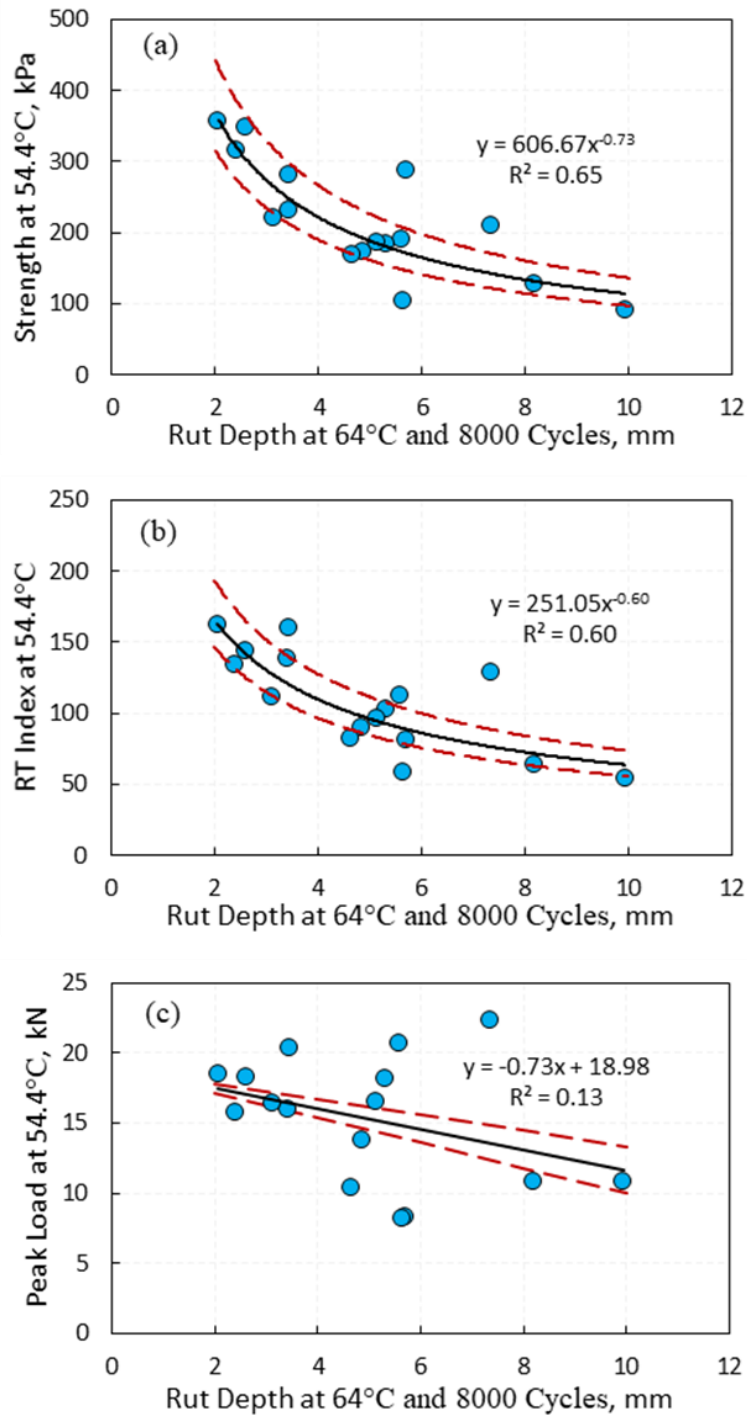 (a)
Strength at 54.4°C, kPa
500
400
300
200
100
0
y = 606.67x⁻⁰·⁷³
R² = 0.65
0 2 4 6 8 10 12
Rut Depth at 64°C and 8000 Cycles, mm
(b)
RT Index at 54.4°C
250
200
150
100
50
0
y = 251.05x⁻⁰·⁶⁰
R² = 0.60
0 2 4 6 8 10 12
Rut Depth at 64°C and 8000 Cycles, mm
(c)
Peak Load at 54.4°C, kN
25
20
15
10
5
0
y = -0.73x + 18.98
R² = 0.13
0 2 4 6 8 10 12
Rut Depth at 64°C and 8000 Cycles, mm